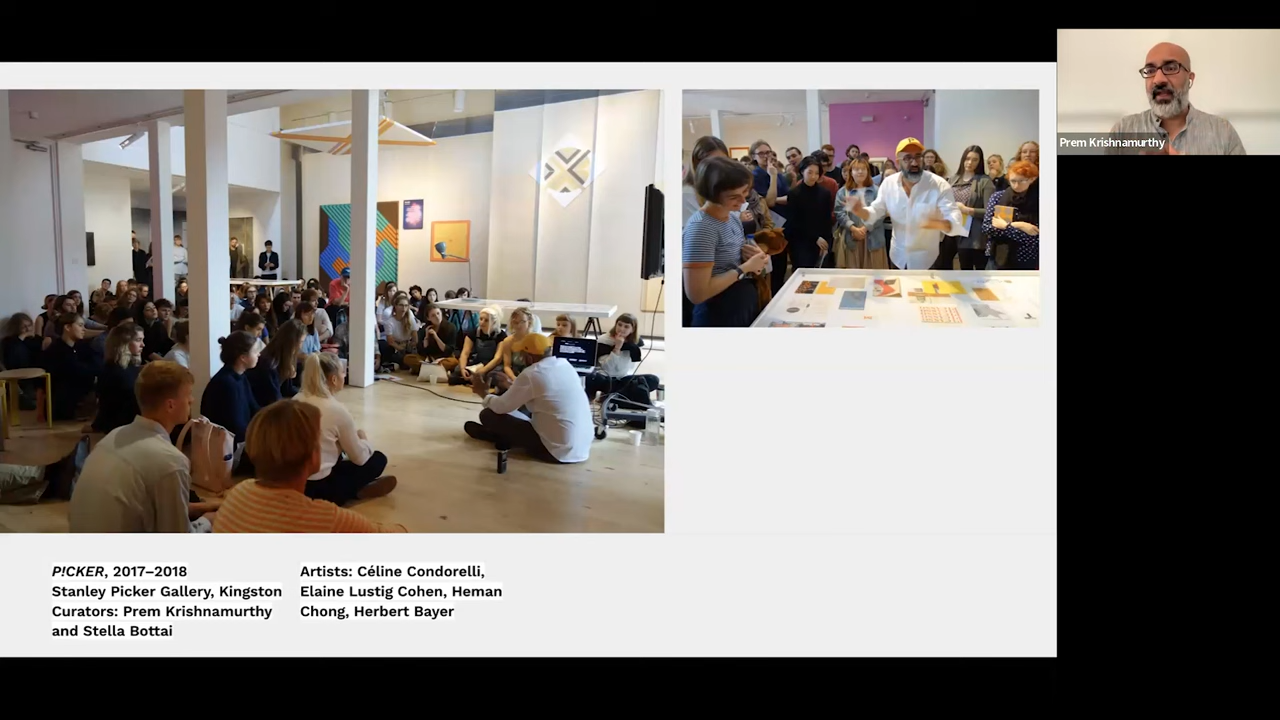 Prem Krishnamurthy
P!CKER, 2017–2018
Stanley Picker Gallery, Kingston
Curators: Prem Krishnamurthy
and Stella Bottai
Artists: Céline Condorelli,
Elaine Lustig Cohen, Heman
Chong, Herbert Bayer